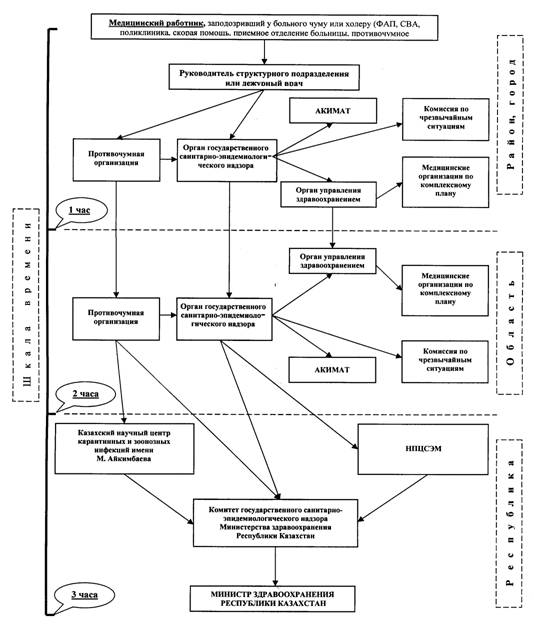 Медицинский работник, заподозривший у больного чуму или холеру (ФАП, СВА,
поликлиника, скорая помощь, приемное отделение больницы, противочумное
Руководитель структурного подразделения
или дежурный врач
АКИМАТ
Комиссия по
чрезвычайным
ситуациям
Противочумная
организация
Орган государственного
санитарно-эпидемиологи-
ческого надзора
Орган управления
здравоохранением
Медицинские
организации по
комплексному
плану
Район, город
1 час
Шкала времени
Орган управления
здравоохранением
Медицинские
организации по
комплексному
плану
Противочумная
организация
Орган государственного
санитарно-эпидемиоло-
гического надзора
АКИМАТ
Комиссия по
чрезвычайным
ситуациям
Область
2 часа
Казахский научный центр
карантинных и зоонозных
инфекций имени
М. Айкимбаева
НПЦСЭМ
Комитет государственного санитарно-
эпидемиологического надзора
Министерства здравоохранения
Республики Казахстан
Республика
3 часа
МИНИСТР ЗДРАВООХРАНЕНИЯ
РЕСПУБЛИКИ КАЗАХСТАН